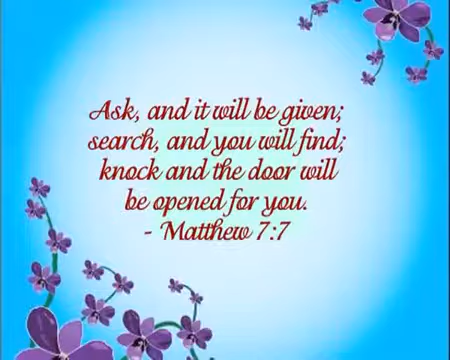 Ask, and it will be given;
search, and you will find;
knock and the door will
be opened for you.
- Matthew 7:7